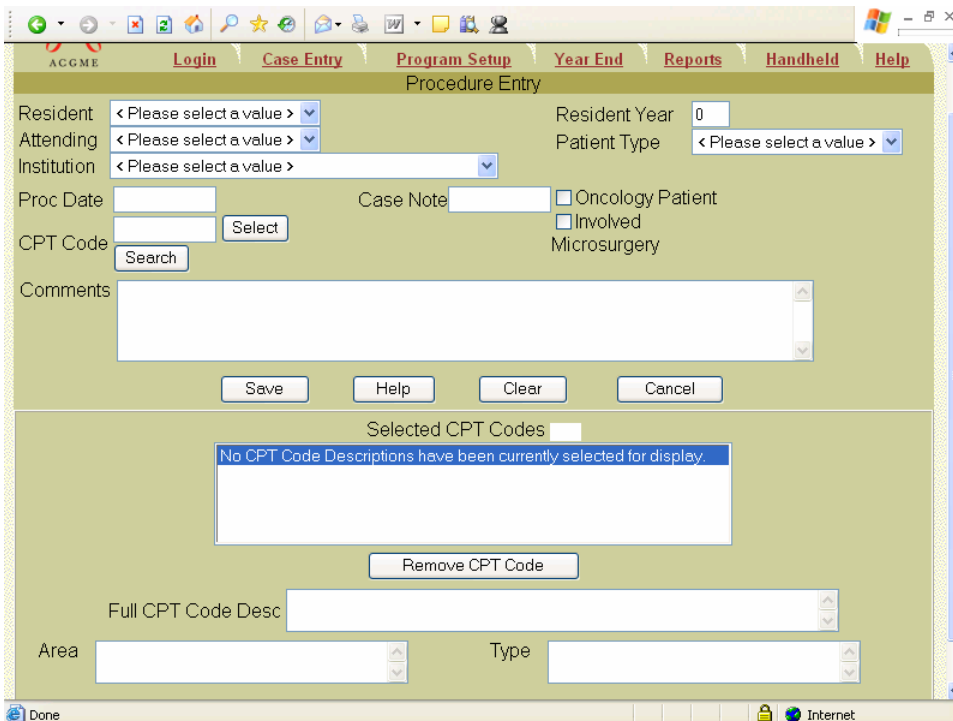 ACGME
Login Case Entry Program Setup Year End Reports Handheld Help
Procedure Entry
Resident < Please select a value > Resident Year 0
Attending < Please select a value > Patient Type < Please select a value >
Institution < Please select a value >
Proc Date Case Note Oncology Patient
Select Involved
CPT Code Microsurgery
Search
Comments
Save Help Clear Cancel
Selected CPT Codes
No CPT Code Descriptions have been currently selected for display.
Remove CPT Code
Full CPT Code Desc
Area Type
Done Internet